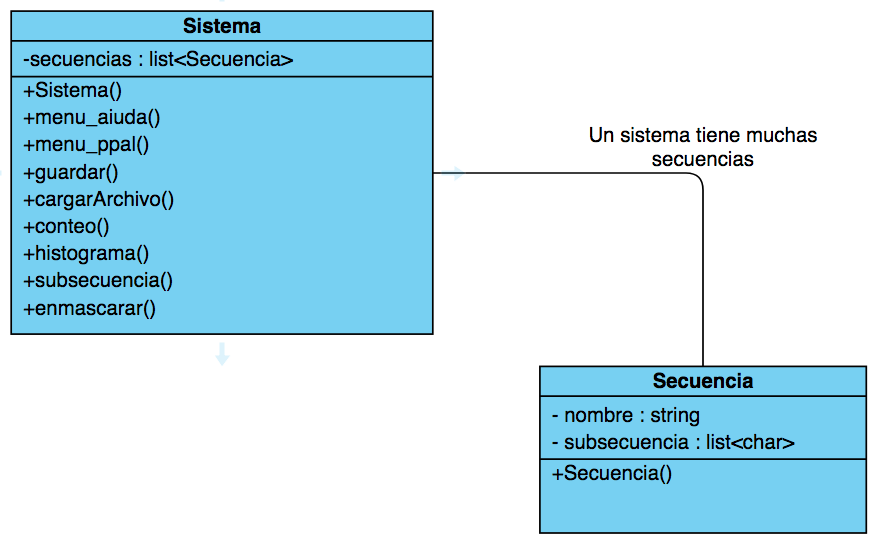 Sistema
-secuencias : list<Secuencia>
+Sistema()
+menu_aiuda()
+menu_ppal()
+guardar()
+cargarArchivo()
+conteo()
+histograma()
+subsecuencia()
+enmascarar()
Un sistema tiene muchas
secuencias
Secuencia
- nombre : string
- subsecuencia : list<char>
+Secuencia()